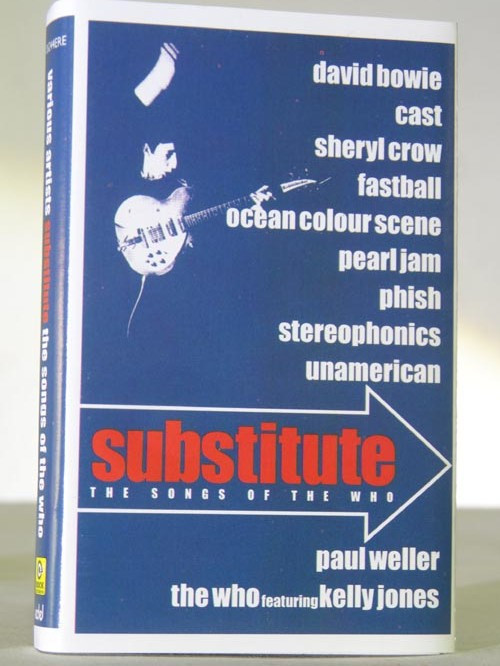 david bowie
cast
sheryl crow
fastball
ocean colour scene
pearl jam
phish
stereophonics
unamerican
substitute
THE SONGS OF THE WHO
paul weller
the who featuring kelly jones
various artists substitute the songs of the who